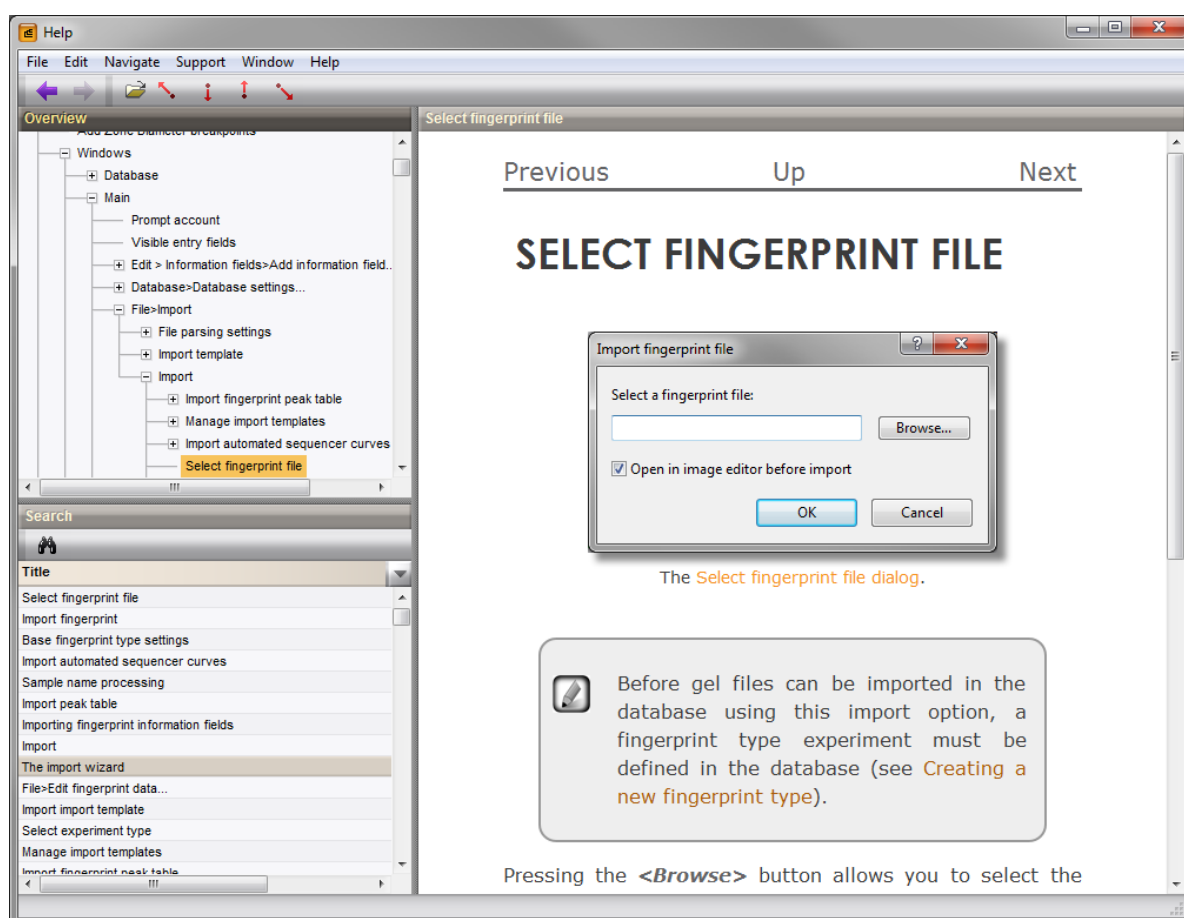 Help
File Edit Navigate Support Window Help
Overview
Add Zone Diameter breakpoints
Windows
Database
Main
Prompt account
Visible entry fields
Edit > Information fields>Add information field..
Database>Database settings...
File>Import
File parsing settings
Import template
Import
Import fingerprint peak table
Manage import templates
Import automated sequencer curves
Select fingerprint file
Search
Title
Select fingerprint file
Import fingerprint
Base fingerprint type settings
Import automated sequencer curves
Sample name processing
Import peak table
Importing fingerprint information fields
Import
The import wizard
File>Edit fingerprint data...
Import import template
Select experiment type
Manage import templates
Import fingerprint peak table
Select fingerprint file
Previous Up Next
SELECT FINGERPRINT FILE
Import fingerprint file
Select a fingerprint file:
Browse...
Open in image editor before import
OK Cancel
The Select fingerprint file dialog.
Before gel files can be imported in the
database using this import option, a
fingerprint type experiment must be
defined in the database (see Creating a
new fingerprint type).
Pressing the <Browse> button allows you to select the